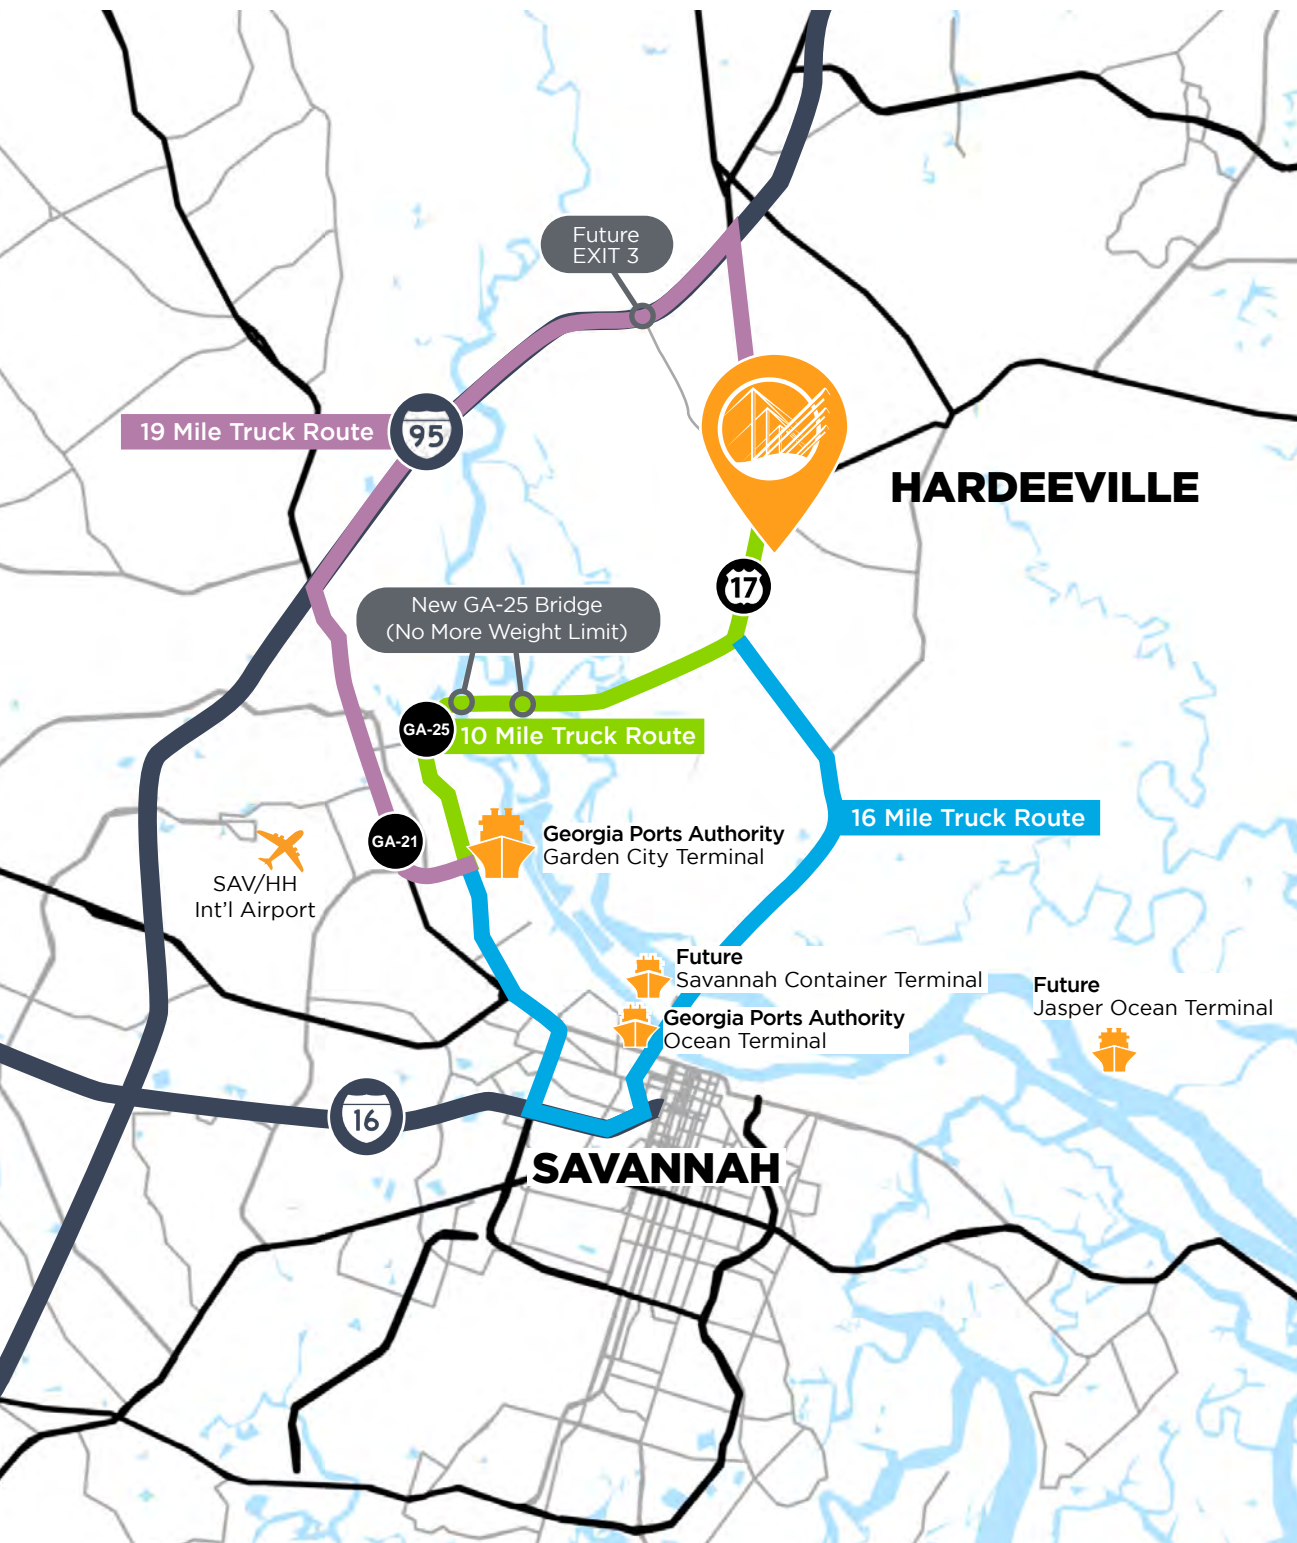 Future
EXIT 3
19 Mile Truck Route
95
HARDEEVILLE
17
New GA-25 Bridge
(No More Weight Limit)
GA-25
10 Mile Truck Route
16 Mile Truck Route
GA-21
Georgia Ports Authority
Garden City Terminal
SAV/HH
Int'l Airport
Future
Savannah Container Terminal
Future
Jasper Ocean Terminal
Georgia Ports Authority
Ocean Terminal
16
SAVANNAH